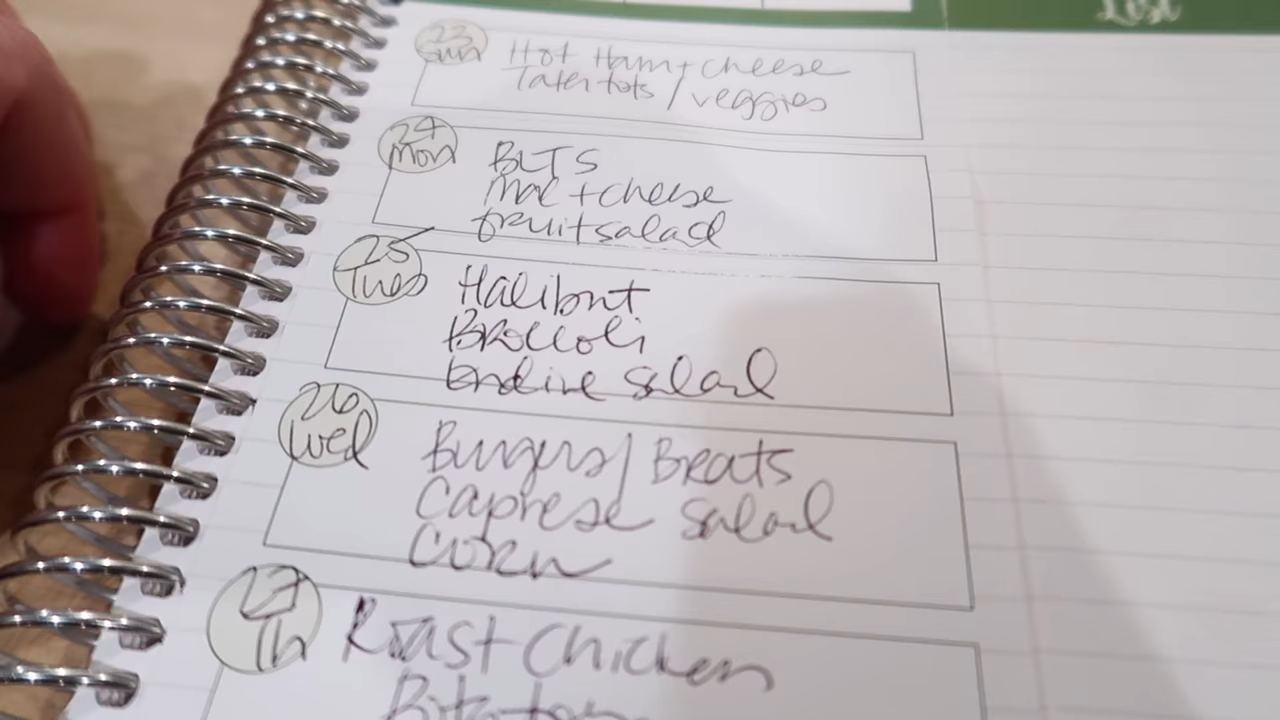 List
23
Sun
Hot Ham + cheese
Tater tots / veggies
24
Mon
BLTS
Mac + cheese
fruit salad
25
Tues
Halibut
Broccoli
Endive Salad
26
Wed
Burgers / Brats
Caprese Salad
Corn
27
Th
Roast Chicken